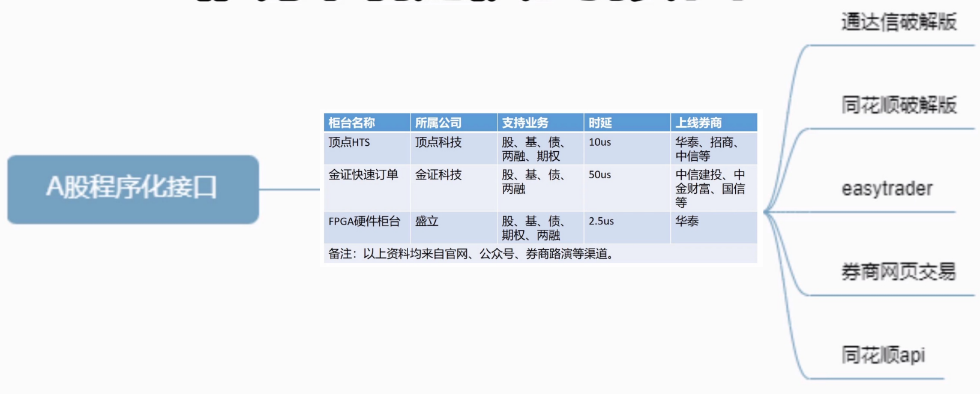 A股程序化接口
柜台名称 所属公司 支持业务 时延 上线券商
顶点HTS 顶点科技 股、基、债、 10us 华泰、招商、
两融、期权 中信等
金证快速订单 金证科技 股、基、债、 50us 中信建投、中
两融 金财富、国信
等
FPGA硬件柜台 盛立 股、基、债、 2.5us 华泰
期权、两融
备注：以上资料均来自官网、公众号、券商路演等渠道。
通达信破解版
同花顺破解版
easytrader
券商网页交易
同花顺api